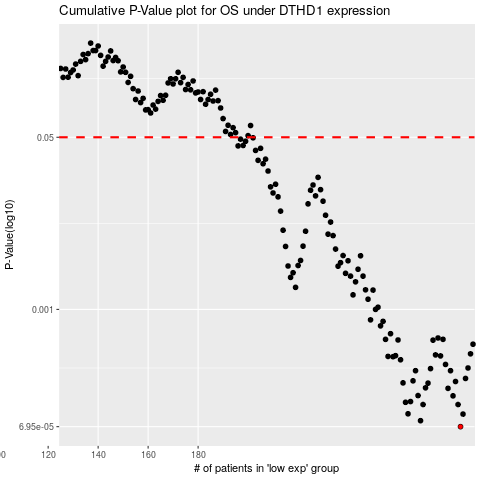 Cumulative P-Value plot for OS under DTHD1 expression
P-Value(log10)
0.05
0.001
6.95e-05
00 120 140 160 180
# of patients in 'low exp' group